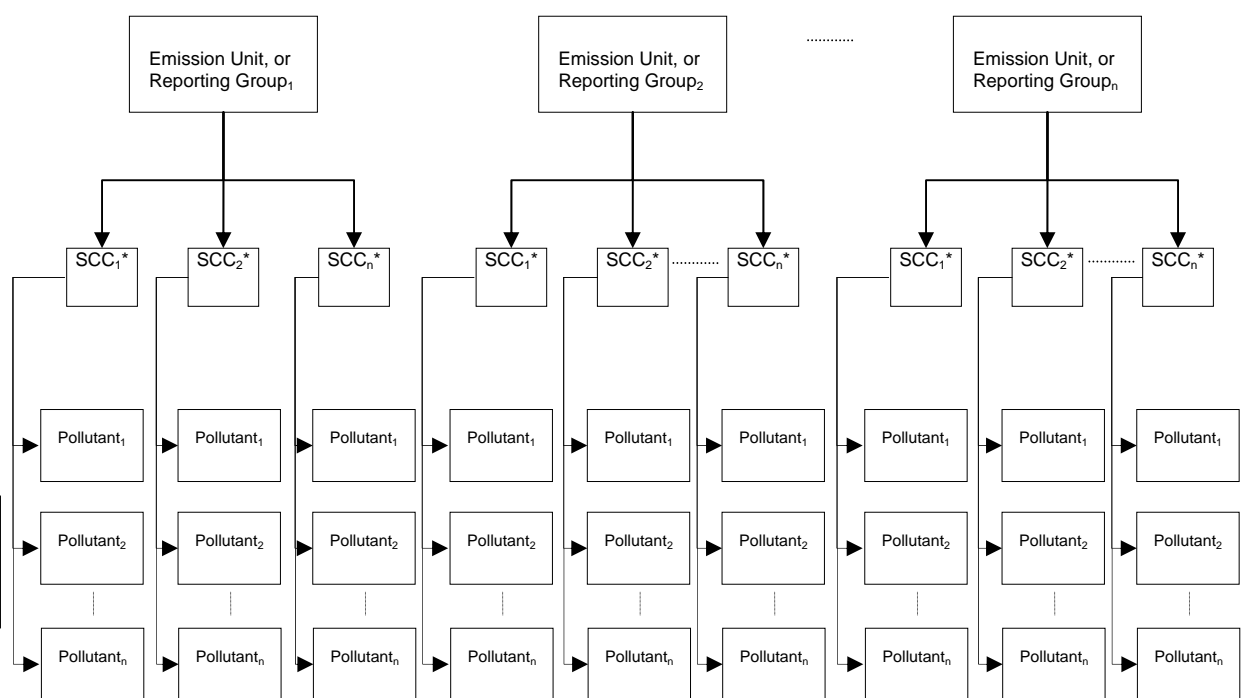 Emission Unit, or
Reporting Group₁
Emission Unit, or
Reporting Group₂
............
Emission Unit, or
Reporting Groupₙ
SCC₁* SCC₂* SCCₙ* SCC₁* SCC₂* ............ SCCₙ* SCC₁* SCC₂* ............ SCCₙ*
Pollutant₁ Pollutant₁ Pollutant₁ Pollutant₁ Pollutant₁ Pollutant₁ Pollutant₁ Pollutant₁ Pollutant₁
Pollutant₂ Pollutant₂ Pollutant₂ Pollutant₂ Pollutant₂ Pollutant₂ Pollutant₂ Pollutant₂ Pollutant₂
Pollutantₙ Pollutantₙ Pollutantₙ Pollutantₙ Pollutantₙ Pollutantₙ Pollutantₙ Pollutantₙ Pollutantₙ